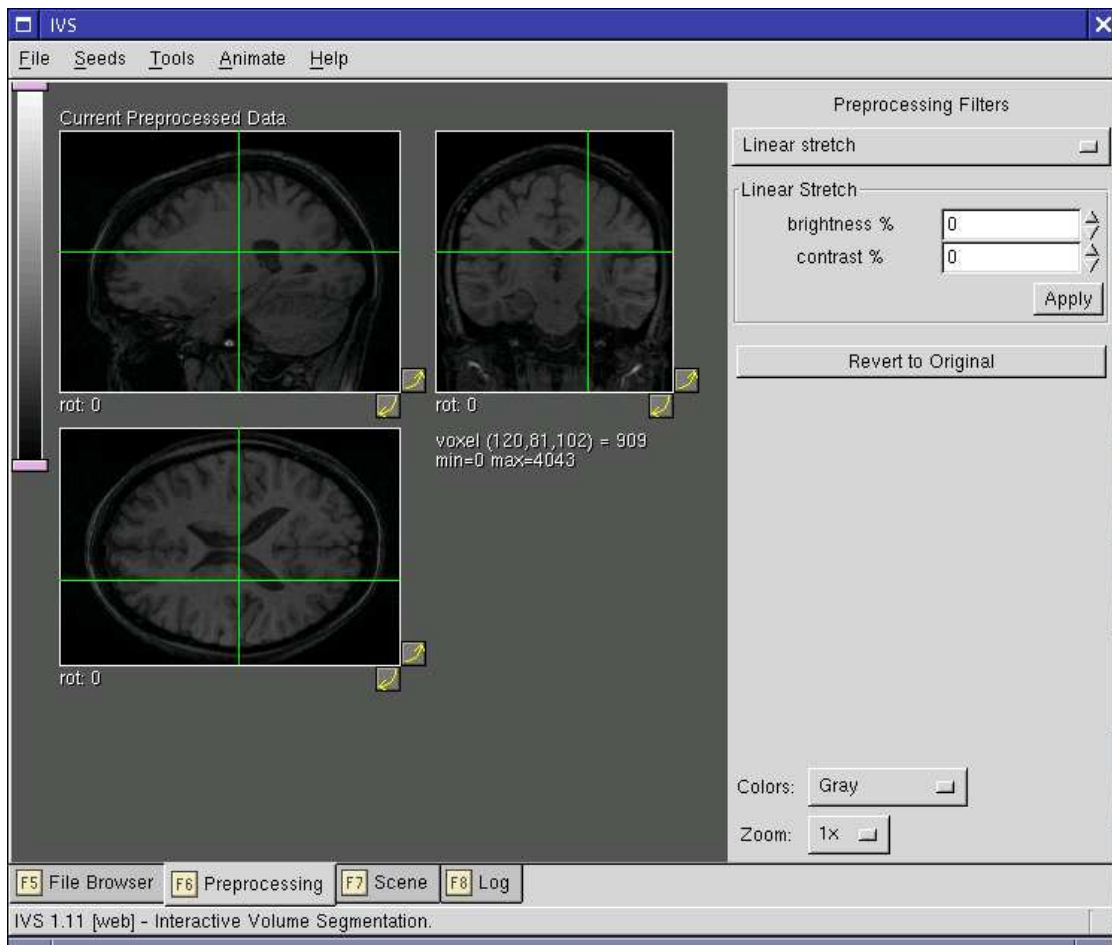 IVS
File Seeds Tools Animate Help
Current Preprocessed Data
rot: 0
rot: 0
voxel (120,81,102) = 909
min=0 max=4043
rot: 0
Preprocessing Filters
Linear stretch
Linear Stretch
brightness % 0
contrast % 0
Apply
Revert to Original
Colors: Gray
Zoom: 1x
F5 File Browser F6 Preprocessing F7 Scene F8 Log
IVS 1.11 [web] - Interactive Volume Segmentation.